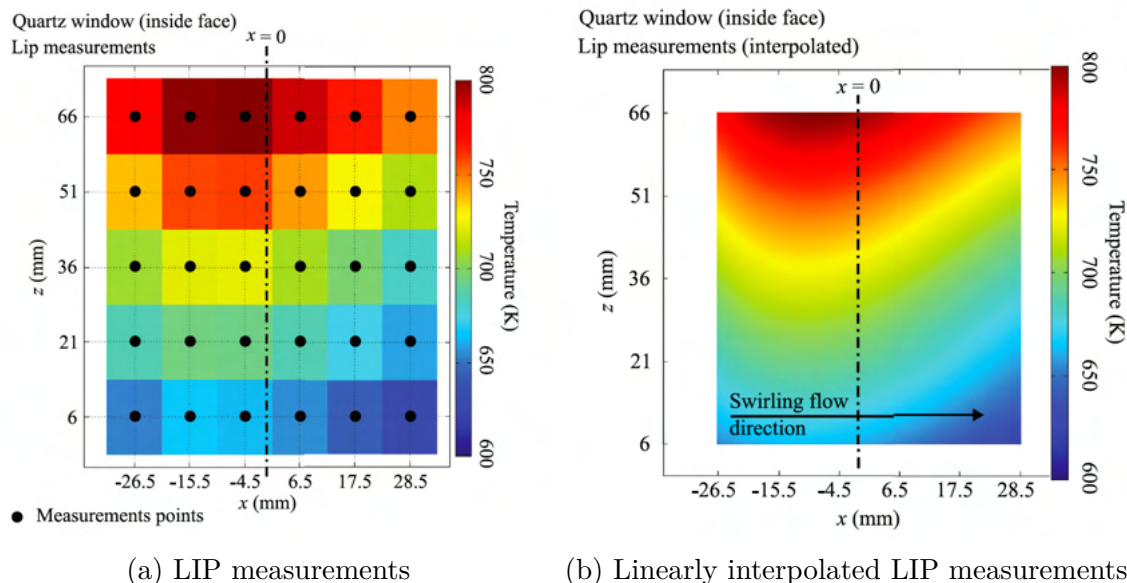 Quartz window (inside face)
Lip measurements
x = 0
66
51
36
21
6
z (mm)
-26.5 -15.5 -4.5 6.5 17.5 28.5
x (mm)
800
750
700
650
600
Temperature (K)
● Measurements points
(a) LIP measurements
Quartz window (inside face)
Lip measurements (interpolated)
x = 0
66
51
36
21
6
z (mm)
Swirling flow
direction
-26.5 -15.5 -4.5 6.5 17.5 28.5
x (mm)
800
750
700
650
600
Temperature (K)
(b) Linearly interpolated LIP measurements